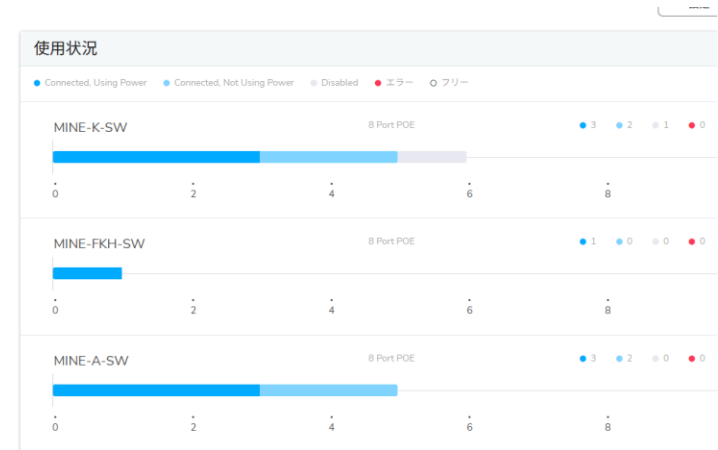 使用状況
Connected, Using Power Connected, Not Using Power Disabled エラー フリー
MINE-K-SW 8 Port POE 3 2 1 0
0 2 4 6 8
MINE-FKH-SW 8 Port POE 1 0 0 0
0 2 4 6 8
MINE-A-SW 8 Port POE 3 2 0 0
0 2 4 6 8